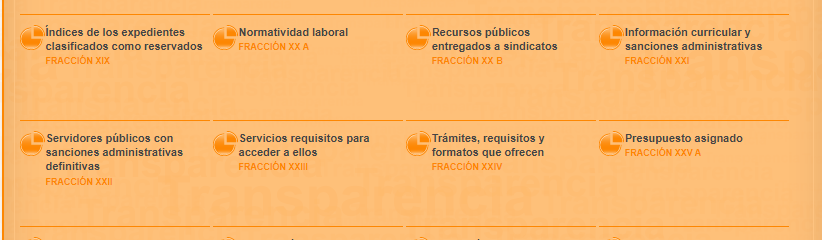 Índices de los expedientes
clasificados como reservados
FRACCIÓN XIX
Normatividad laboral
FRACCIÓN XX A
Recursos públicos
entregados a sindicatos
FRACCIÓN XX B
Información curricular y
sanciones administrativas
FRACCIÓN XXI
Servidores públicos con
sanciones administrativas
definitivas
FRACCIÓN XXII
Servicios requisitos para
acceder a ellos
FRACCIÓN XXIII
Trámites, requisitos y
formatos que ofrecen
FRACCIÓN XXIV
Presupuesto asignado
FRACCIÓN XXV A
Transparencia